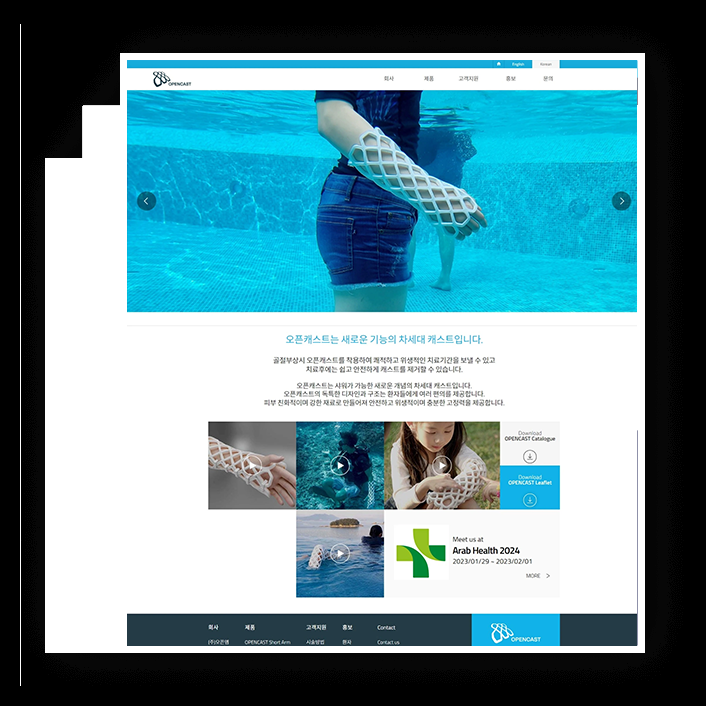 English
Korean
OPENCAST
회사
제품
고객지원
홍보
문의
오픈캐스트는 새로운 기능의 차세대 캐스트입니다.
골절부상시 오픈캐스트를 착용하여 쾌적하고 위생적인 치료기간을 보낼 수 있고
치료후에는 쉽고 안전하게 캐스트를 제거할 수 있습니다.
오픈캐스트는 샤워가 가능한 새로운 개념의 차세대 캐스트입니다.
오픈캐스트의 독특한 디자인과 구조는 환자들에게 여러 편의를 제공합니다.
피부 친화적이며 강한 재료로 만들어져 안전하고 위생적이며 충분한 고정력을 제공합니다.
Download
OPENCAST Catalogue
Download
OPENCAST Leaflet
Meet us at
Arab Health 2024
2023/01/29 – 2023/02/01
MORE
회사
제품
고객지원
홍보
Contact
(주)오픈엠
OPENCAST Short Arm
시술방법
환자
Contact us
OPENCAST